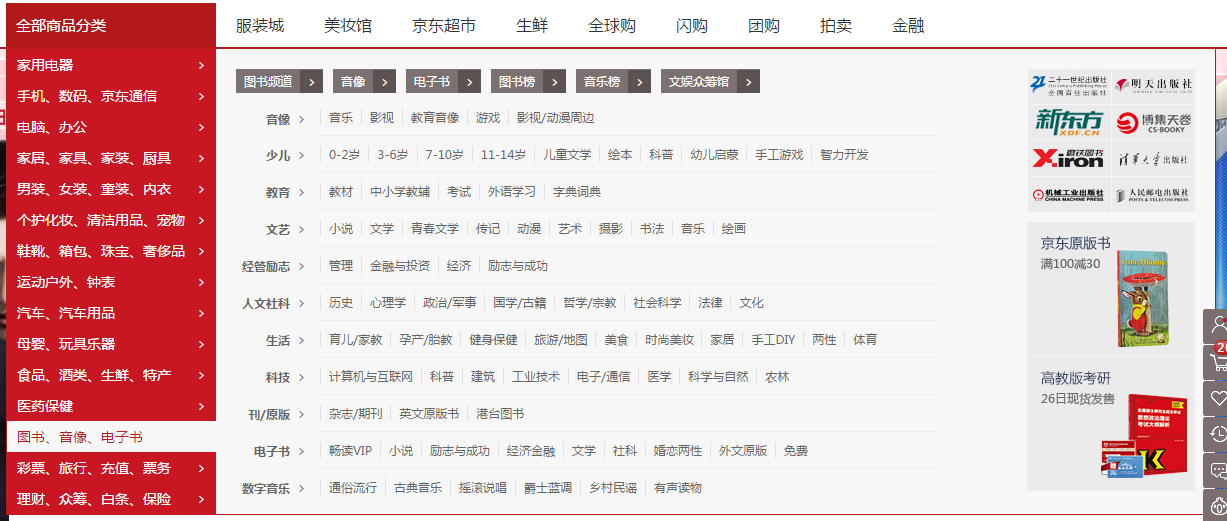 全部商品分类 服装城 美妆馆 京东超市 生鲜 全球购 闪购 团购 拍卖 金融
家用电器 >
手机、数码、京东通信 >
电脑、办公 >
家居、家具、家装、厨具 >
男装、女装、童装、内衣 >
个护化妆、清洁用品、宠物 >
鞋靴、箱包、珠宝、奢侈品 >
运动户外、钟表 >
汽车、汽车用品 >
母婴、玩具乐器 >
食品、酒类、生鲜、特产 >
医药保健 >
图书、音像、电子书
彩票、旅行、充值、票务 >
理财、众筹、白条、保险 >
图书频道 > 音像 > 电子书 > 图书榜 > 音乐榜 > 文娱众筹馆 >
音像 > 音乐 影视 教育音像 游戏 影视/动漫周边
少儿 > 0-2岁 3-6岁 7-10岁 11-14岁 儿童文学 绘本 科普 幼儿启蒙 手工游戏 智力开发
教育 > 教材 中小学教辅 考试 外语学习 字典词典
文艺 > 小说 文学 青春文学 传记 动漫 艺术 摄影 书法 音乐 绘画
经管励志 > 管理 金融与投资 经济 励志与成功
人文社科 > 历史 心理学 政治/军事 国学/古籍 哲学/宗教 社会科学 法律 文化
生活 > 育儿/家教 孕产/胎教 健身保健 旅游/地图 美食 时尚美妆 家居 手工DIY 两性 体育
科技 > 计算机与互联网 科普 建筑 工业技术 电子/通信 医学 科学与自然 农林
刊/原版 > 杂志/期刊 英文原版书 港台图书
电子书 > 畅读VIP 小说 励志与成功 经济金融 文学 社科 婚恋两性 外文原版 免费
数字音乐 > 通俗流行 古典音乐 摇滚说唱 爵士蓝调 乡村民谣 有声读物
二十一世纪出版社
21st Century Publishing House
全国百佳出版社
明天出版社
新东方
XDF.CN
博集天卷
CS-BOOKY
磨铁图书
Xiron
清华大学出版社
机械工业出版社
CHINA MACHINE PRESS
人民邮电出版社
POSTS & TELECOM PRESS
京东原版书
满100减30
I Am a Bunny
高教版考研
26日现货发售
思想政治理论
考试大纲解析